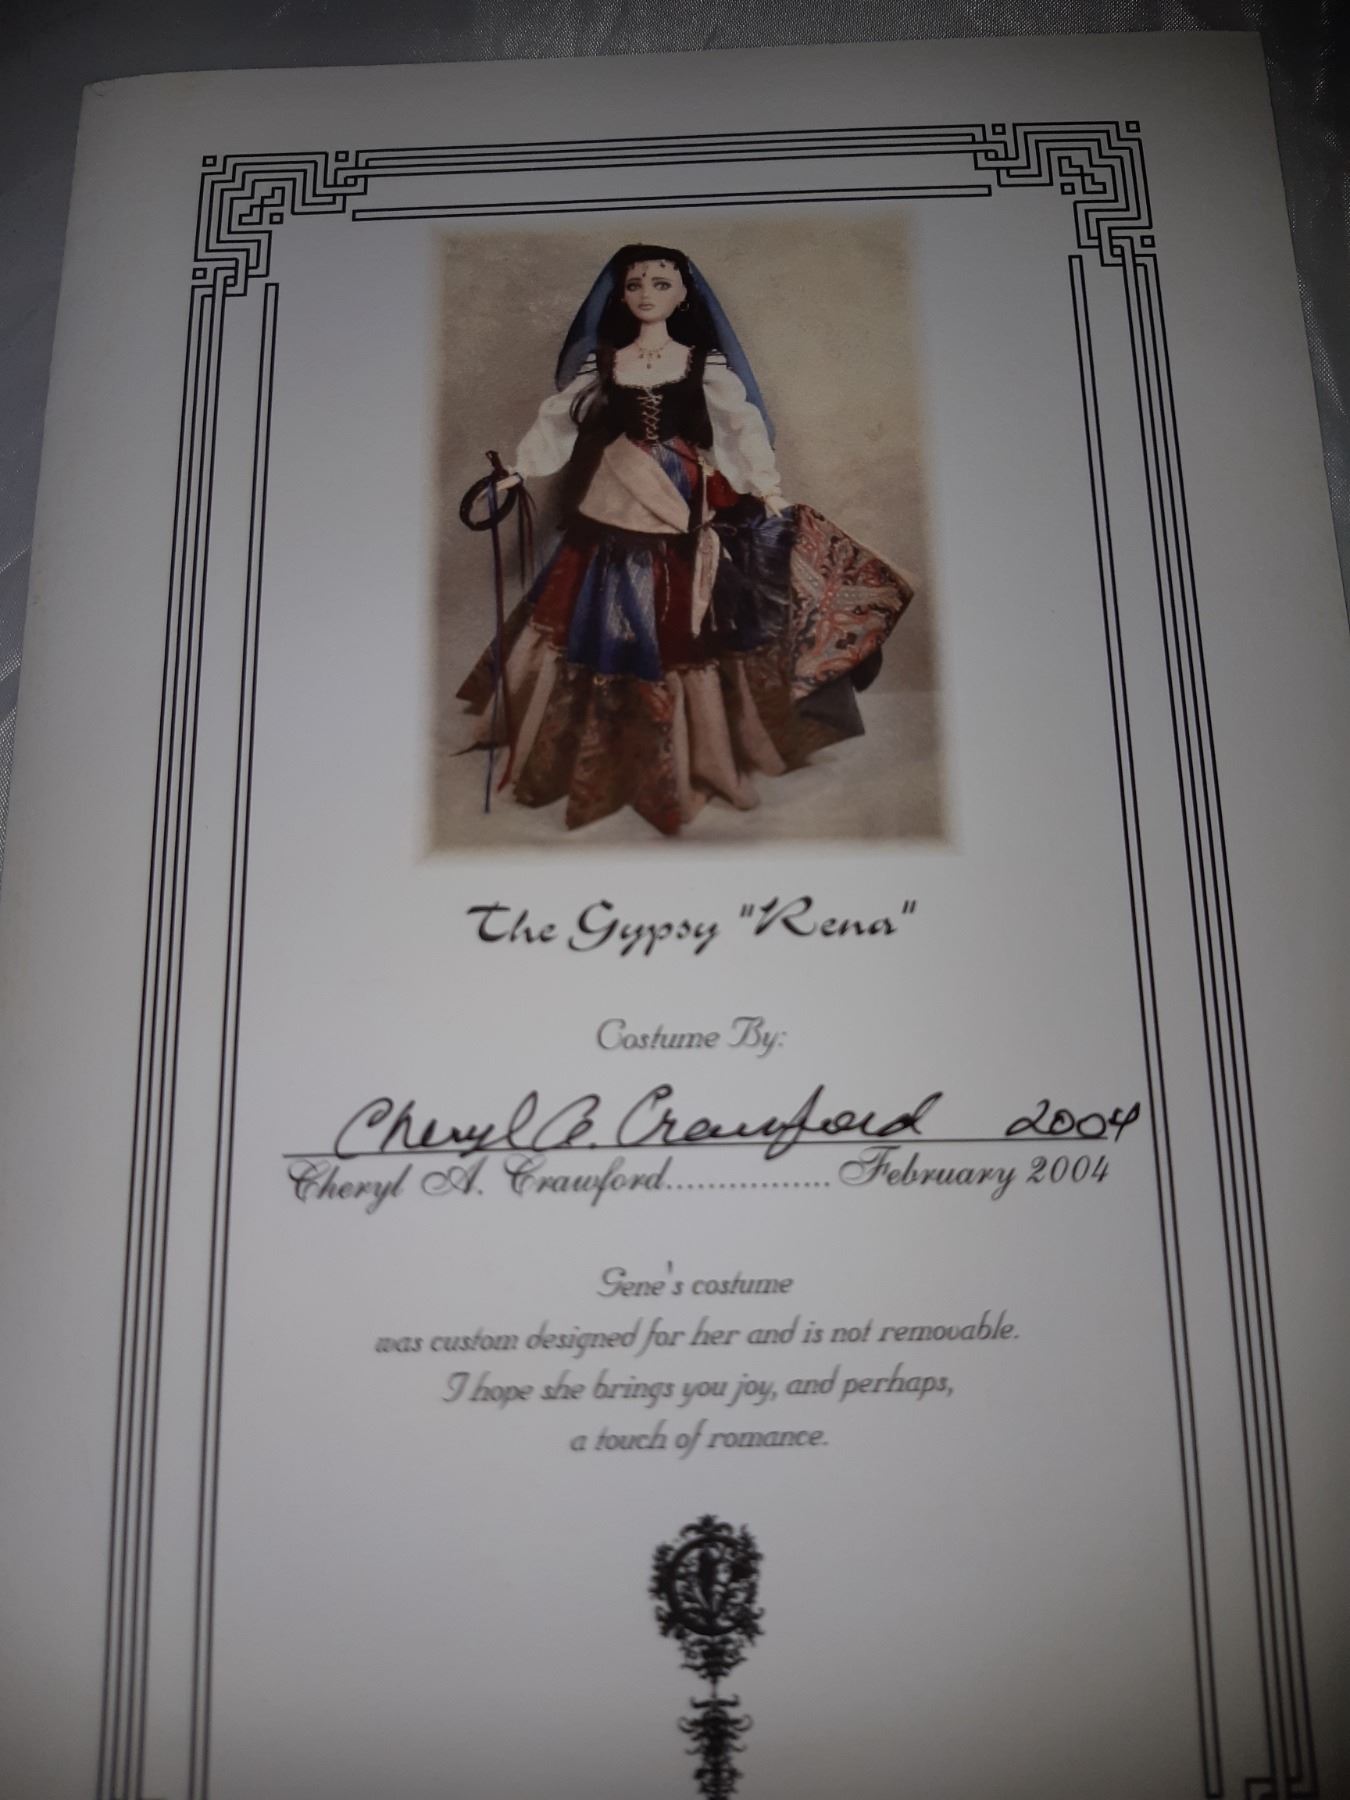 The Gypsy "Rena"
Costume By:
Cheryl A. Crawford 2004
Cheryl A. Crawford................ February 2004
Gene's costume
was custom designed for her and is not removable.
I hope she brings you joy, and perhaps,
a touch of romance.